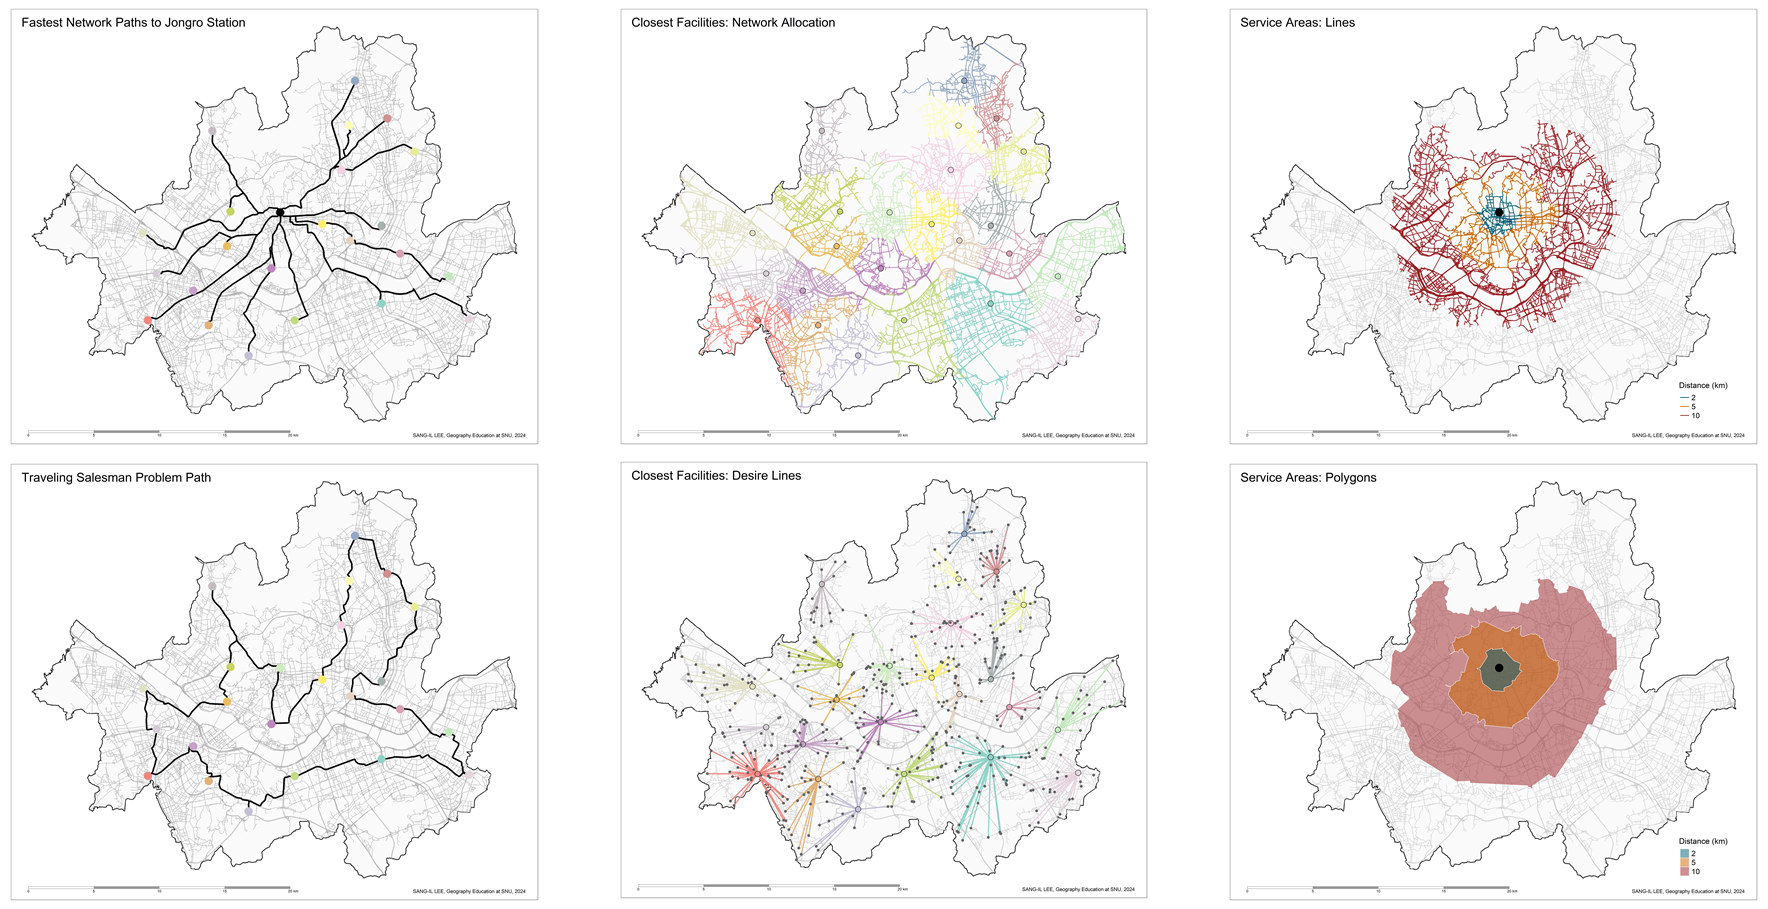 Fastest Network Paths to Jongro Station
0 5 10 15 20 km
SANG-IL LEE, Geography Education at SNU, 2024
Closest Facilities: Network Allocation
0 5 10 15 20 km
SANG-IL LEE, Geography Education at SNU, 2024
Service Areas: Lines
Distance (km)
2
5
10
0 5 10 15 20 km
SANG-IL LEE, Geography Education at SNU, 2024
Traveling Salesman Problem Path
0 5 10 15 20 km
SANG-IL LEE, Geography Education at SNU, 2024
Closest Facilities: Desire Lines
0 5 10 15 20 km
SANG-IL LEE, Geography Education at SNU, 2024
Service Areas: Polygons
Distance (km)
2
5
10
0 5 10 15 20 km
SANG-IL LEE, Geography Education at SNU, 2024